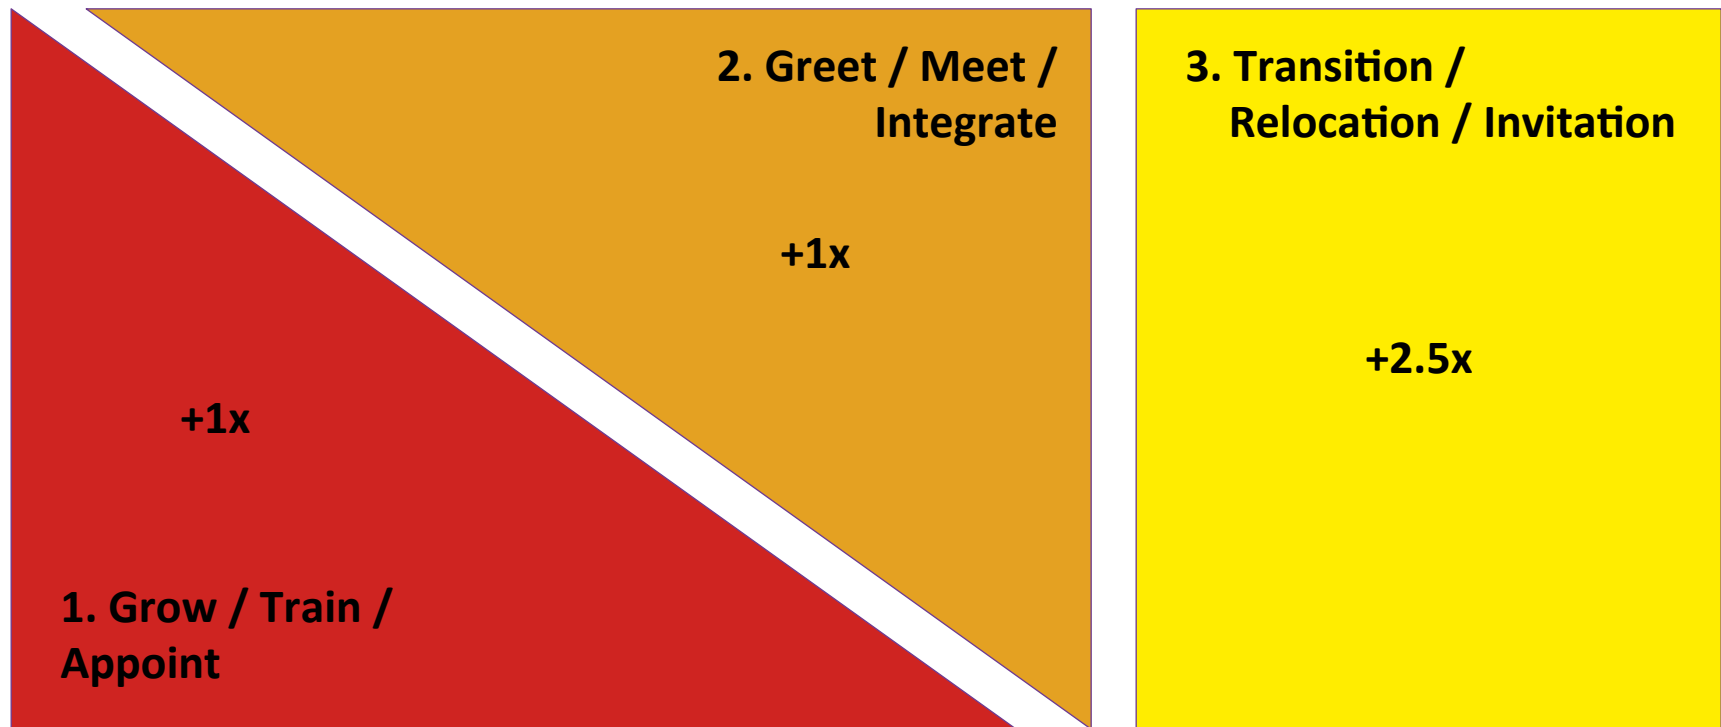 2. Greet / Meet /
Integrate
+1x
3. Transition /
Relocation / Invitation
+2.5x
+1x
1. Grow / Train /
Appoint